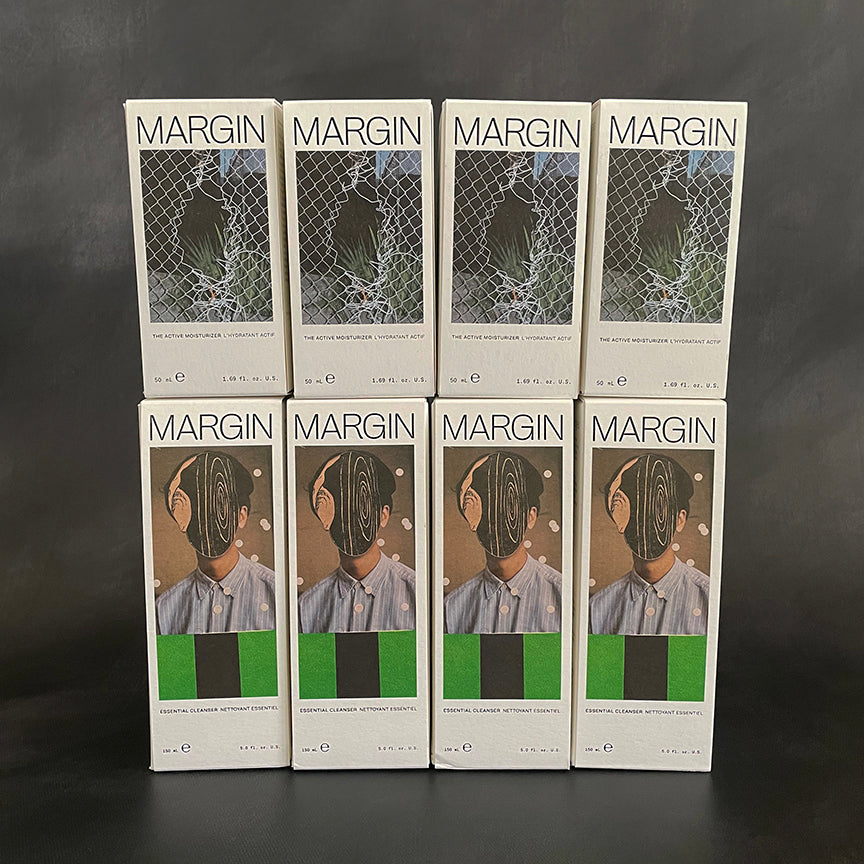 MARGIN MARGIN MARGIN MARGIN
THE ACTIVE MOISTURIZER L'HYDRATANT ACTIF THE ACTIVE MOISTURIZER L'HYDRATANT ACTIF THE ACTIVE MOISTURIZER L'HYDRATANT ACTIF THE ACTIVE MOISTURIZER L'HYDRATANT ACTIF
50 mL ℮ 1.69 fl. oz. U.S. 50 mL ℮ 1.69 fl. oz. U.S. 50 mL ℮ 1.69 fl. oz. U.S. 50 mL ℮ 1.69 fl. oz. U.S.
MARGIN MARGIN MARGIN MARGIN
ESSENTIAL CLEANSER NETTOYANT ESSENTIEL ESSENTIAL CLEANSER NETTOYANT ESSENTIEL ESSENTIAL CLEANSER NETTOYANT ESSENTIEL ESSENTIAL CLEANSER NETTOYANT ESSENTIEL
150 mL ℮ 5.0 fl. oz. U.S. 150 mL ℮ 5.0 fl. oz. U.S. 150 mL ℮ 5.0 fl. oz. U.S. 150 mL ℮ 5.0 fl. oz. U.S.